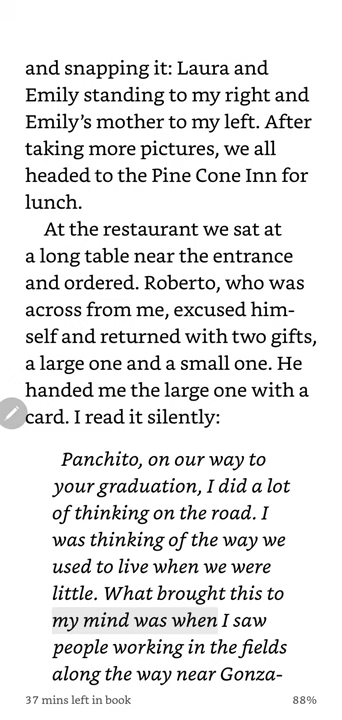 and snapping it: Laura and
Emily standing to my right and
Emily’s mother to my left. After
taking more pictures, we all
headed to the Pine Cone Inn for
lunch.
At the restaurant we sat at
a long table near the entrance
and ordered. Roberto, who was
across from me, excused him-
self and returned with two gifts,
a large one and a small one. He
handed me the large one with a
card. I read it silently:
Panchito, on our way to
your graduation, I did a lot
of thinking on the road. I
was thinking of the way we
used to live when we were
little. What brought this to
my mind was when I saw
people working in the fields
along the way near Gonza-
37 mins left in book 88%